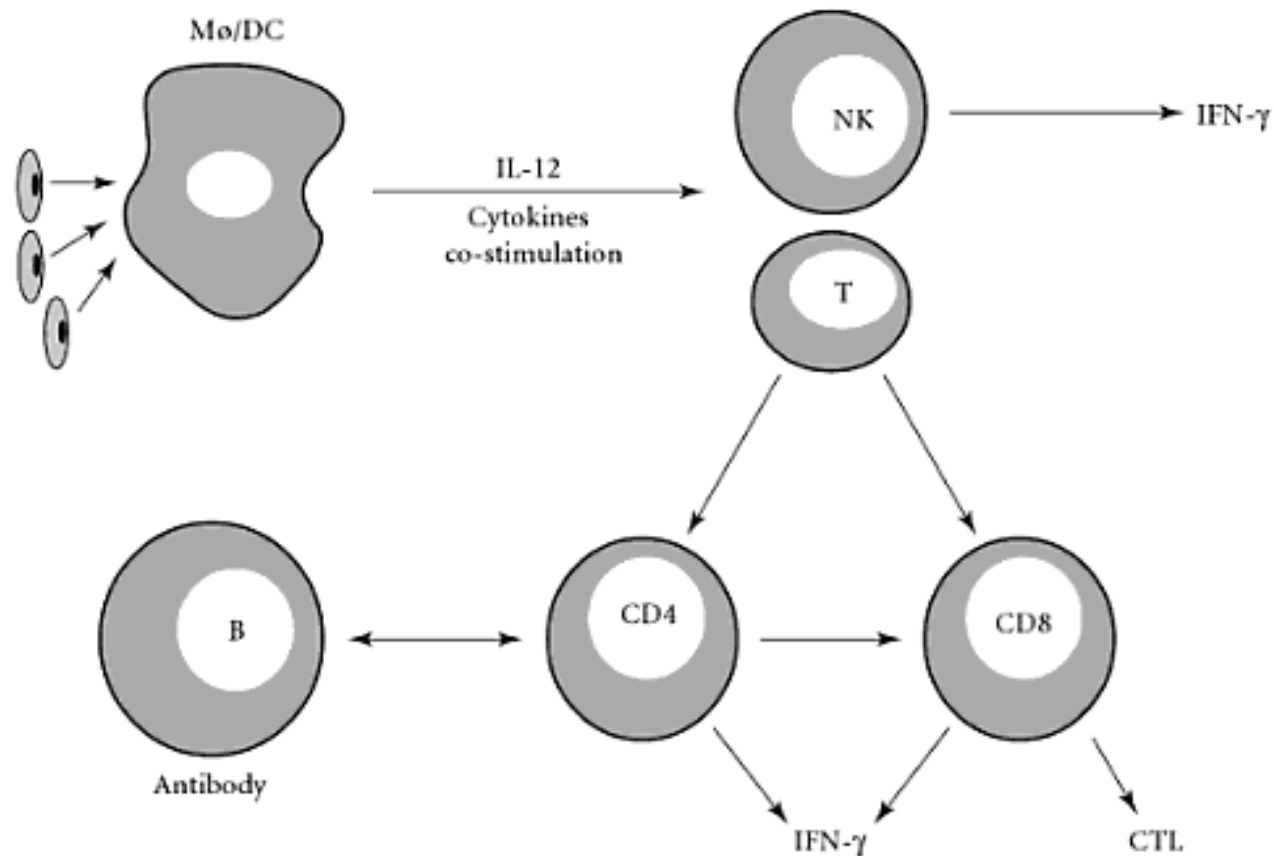 Mø/DC
NK
IFN-γ
IL-12
Cytokines
co-stimulation
T
B
CD4
CD8
Antibody
IFN-γ
CTL